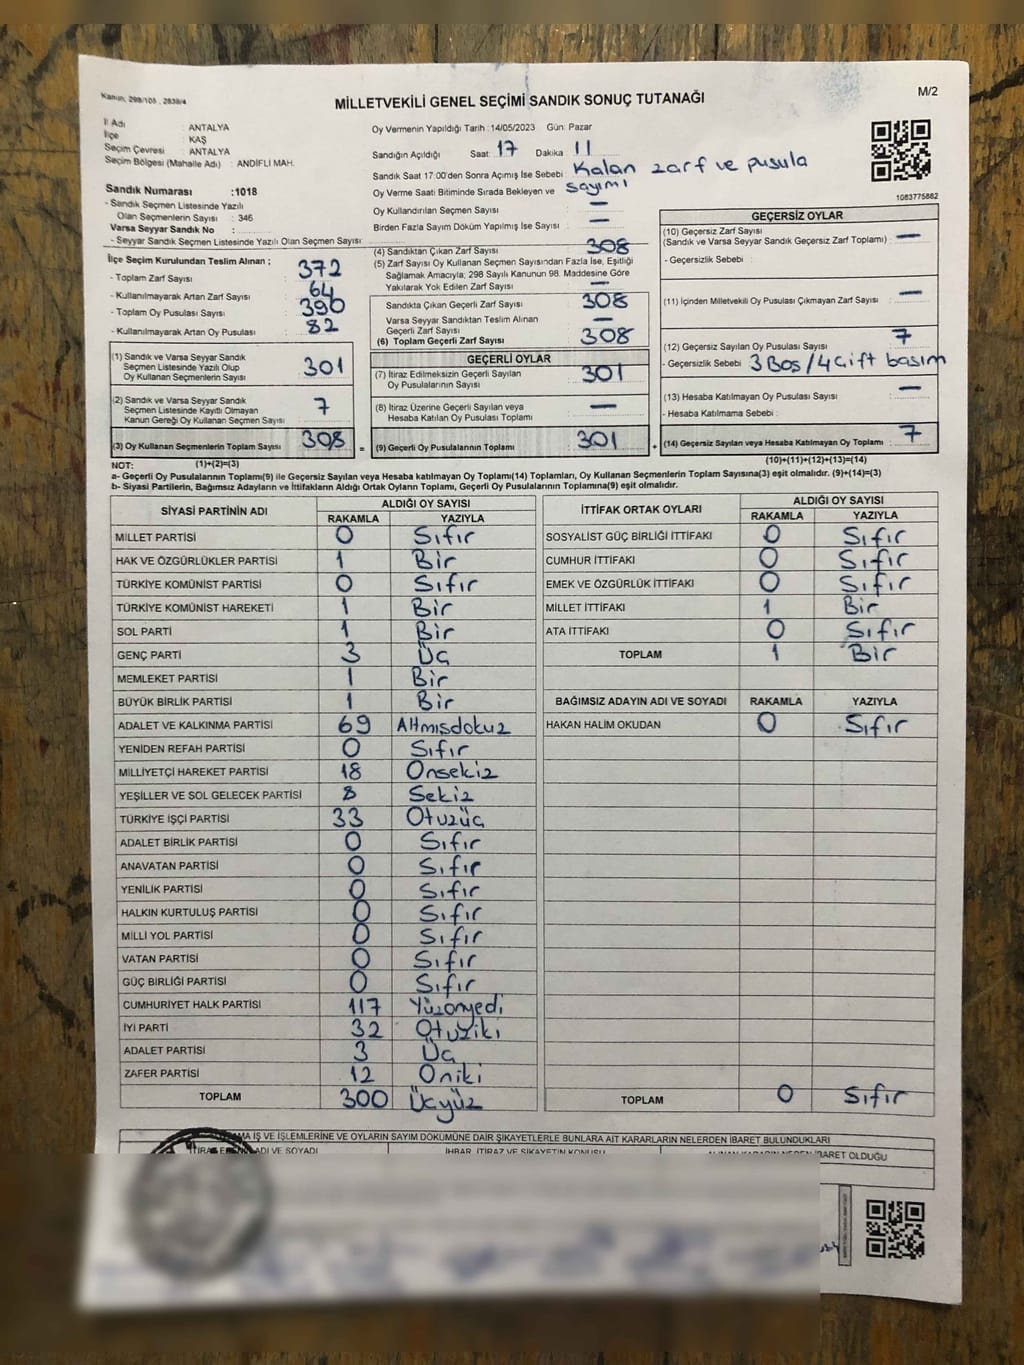 Kanun, 298/105 . 2839/4
MİLLETVEKİLİ GENEL SEÇİMİ SANDIK SONUÇ TUTANAĞI
M/2
İl Adı : ANTALYA
İlçe : KAŞ
Seçim Çevresi : ANTALYA
Seçim Bölgesi (Mahalle Adı) : ANDİFLİ MAH.
Sandık Numarası :1018
- Sandık Seçmen Listesinde Yazılı
Olan Seçmenlerin Sayısı : 346
Varsa Seyyar Sandık No :
- Seyyar Sandık Seçmen Listesinde Yazılı Olan Seçmen Sayısı :
İlçe Seçim Kurulundan Teslim Alınan ;
- Toplam Zarf Sayısı : 372
- Kullanılmayarak Artan Zarf Sayısı : 64
- Toplam Oy Pusulası Sayısı : 390
- Kullanılmayarak Artan Oy Pusulası : 82
(1) Sandık ve Varsa Seyyar Sandık
Seçmen Listesinde Yazılı Olup
Oy Kullanan Seçmenlerin Sayısı : 301
(2) Sandık ve Varsa Seyyar Sandık
Seçmen Listesinde Kayıtlı Olmayan
Kanun Gereği Oy Kullanan Seçmen Sayısı : 7
(3) Oy Kullanan Seçmenlerin Toplam Sayısı : 308 =
Oy Vermenin Yapıldığı Tarih :14/05/2023 Gün: Pazar
Sandığın Açıldığı Saat: 17 Dakika 11
Sandık Saat 17:00'den Sonra Açımış İse Sebebi : Kalan zarf ve pusula
sayımı
Oy Verme Saati Bitiminde Sırada Bekleyen ve
Oy Kullandırılan Seçmen Sayısı : —
Birden Fazla Sayım Döküm Yapılmış İse Sayısı : —
(4) Sandıktan Çıkan Zarf Sayısı : 308
(5) Zarf Sayısı Oy Kullanan Seçmen Sayısından Fazla İse, Eşitliği
Sağlamak Amacıyla; 298 Sayılı Kanunun 98. Maddesine Göre
Yakılarak Yok Edilen Zarf Sayısı : —
Sandıkta Çıkan Geçerli Zarf Sayısı : 308
Varsa Seyyar Sandıktan Teslim Alınan
Geçerli Zarf Sayısı : —
(6) Toplam Geçerli Zarf Sayısı : 308
GEÇERLİ OYLAR
(7) İtiraz Edilmeksizin Geçerli Sayılan
Oy Pusulalarının Sayısı : 301
(8) İtiraz Üzerine Geçerli Sayılan veya
Hesaba Katılan Oy Pusulası Toplamı : —
(9) Geçerli Oy Pusulalarının Toplamı : 301 +
1083775882
GEÇERSİZ OYLAR
(10) Geçersiz Zarf Sayısı : —
(Sandık ve Varsa Seyyar Sandık Geçersiz Zarf Toplamı)
- Geçersizlik Sebebi :
(11) İçinden Milletvekili Oy Pusulası Çıkmayan Zarf Sayısı : —
(12) Geçersiz Sayılan Oy Pusulası Sayısı : 7
- Geçersizlik Sebebi : 3 Boş / 4 Çift basım
(13) Hesaba Katılmayan Oy Pusulası Sayısı : —
- Hesaba Katılmama Sebebi :
(14) Geçersiz Sayılan veya Hesaba Katılmayan Oy Toplamı : 7
NOT: (1)+(2)=(3) (10)+(11)+(12)+(13)=(14)
a- Geçerli Oy Pusulalarının Toplamı(9) ile Geçersiz Sayılan veya Hesaba katılmayan Oy Toplamı(14) Toplamları, Oy Kullanan Seçmenlerin Toplam Sayısına(3) eşit olmalıdır. (9)+(14)=(3)
b- Siyasi Partilerin, Bağımsız Adayların ve İttifakların Aldığı Ortak Oyların Toplamı, Geçerli Oy Pusulalarının Toplamına(9) eşit olmalıdır.
SİYASİ PARTİNİN ADI ALDIĞI OY SAYISI
RAKAMLA YAZIYLA
MİLLET PARTİSİ 0 Sıfır
HAK VE ÖZGÜRLÜKLER PARTİSİ 1 Bir
TÜRKİYE KOMÜNİST PARTİSİ 0 Sıfır
TÜRKİYE KOMÜNİST HAREKETİ 1 Bir
SOL PARTİ 1 Bir
GENÇ PARTİ 3 Üç
MEMLEKET PARTİSİ 1 Bir
BÜYÜK BİRLİK PARTİSİ 1 Bir
ADALET VE KALKINMA PARTİSİ 69 Altmışdokuz
YENİDEN REFAH PARTİSİ 0 Sıfır
MİLLİYETÇİ HAREKET PARTİSİ 18 Onsekiz
YEŞİLLER VE SOL GELECEK PARTİSİ 8 Sekiz
TÜRKİYE İŞÇİ PARTİSİ 33 Otuzüç
ADALET BİRLİK PARTİSİ 0 Sıfır
ANAVATAN PARTİSİ 0 Sıfır
YENİLİK PARTİSİ 0 Sıfır
HALKIN KURTULUŞ PARTİSİ 0 Sıfır
MİLLİ YOL PARTİSİ 0 Sıfır
VATAN PARTİSİ 0 Sıfır
GÜÇ BİRLİĞİ PARTİSİ 0 Sıfır
CUMHURİYET HALK PARTİSİ 117 Yüzonyedi
İYİ PARTİ 32 Otuziki
ADALET PARTİSİ 3 Üç
ZAFER PARTİSİ 12 Oniki
TOPLAM 300 Üçyüz
İTTİFAK ORTAK OYLARI ALDIĞI OY SAYISI
RAKAMLA YAZIYLA
SOSYALİST GÜÇ BİRLİĞİ İTTİFAKI 0 Sıfır
CUMHUR İTTİFAKI 0 Sıfır
EMEK VE ÖZGÜRLÜK İTTİFAKI 0 Sıfır
MİLLET İTTİFAKI 1 Bir
ATA İTTİFAKI 0 Sıfır
TOPLAM 1 Bir
BAĞIMSIZ ADAYIN ADI VE SOYADI RAKAMLA YAZIYLA
HAKAN HALİM OKUDAN 0 Sıfır
TOPLAM 0 Sıfır
İŞ VE İŞLEMLERİNE VE OYLARIN SAYIM DÖKÜMÜNE DAİR ŞİKAYETLERLE BUNLARA AİT KARARLARIN NELERDEN İBARET BULUNDUKLARI
ADI VE SOYADI İHBAR, İTİRAZ VE ŞİKAYETİN KONUSU ALINAN KARARIN NEDEN İBARET OLDUĞU